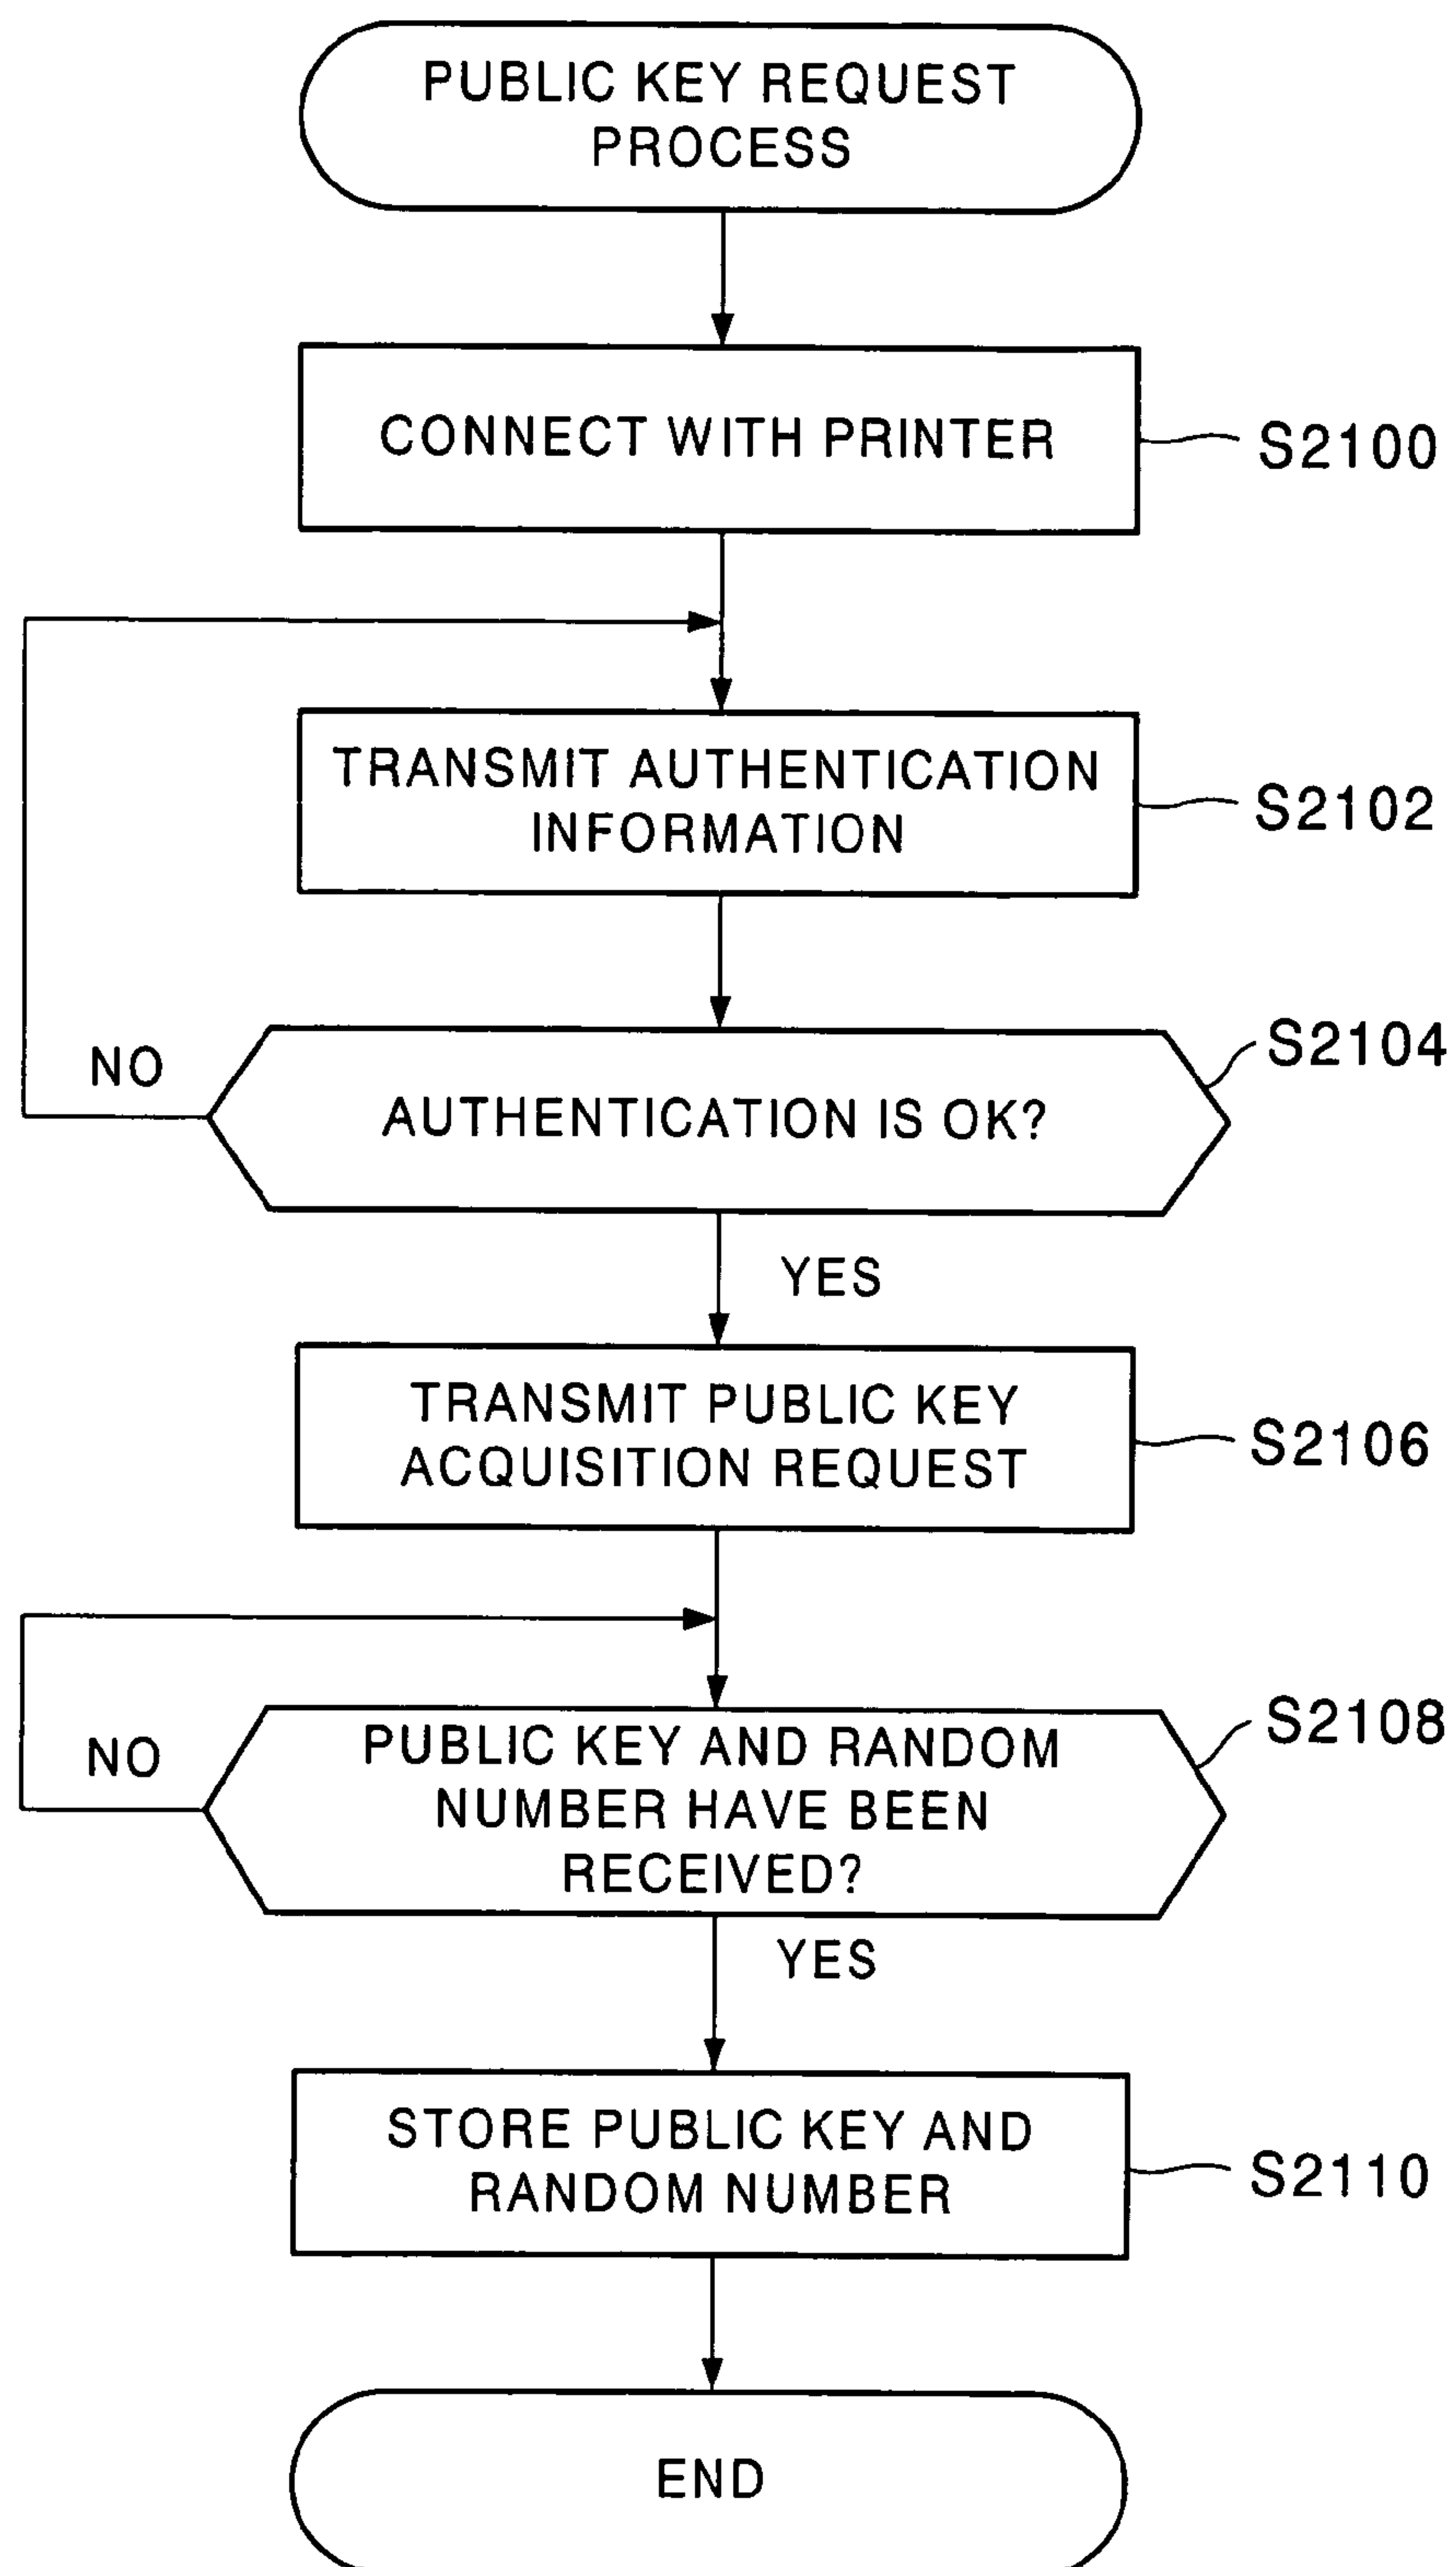 PUBLIC KEY REQUEST
PROCESS
CONNECT WITH PRINTER
S2100
TRANSMIT AUTHENTICATION
INFORMATION
S2102
S2104
NO
AUTHENTICATION IS OK?
YES
TRANSMIT PUBLIC KEY
ACQUISITION REQUEST
S2106
S2108
NO
PUBLIC KEY AND RANDOM
NUMBER HAVE BEEN
RECEIVED?
YES
STORE PUBLIC KEY AND
RANDOM NUMBER
S2110
END